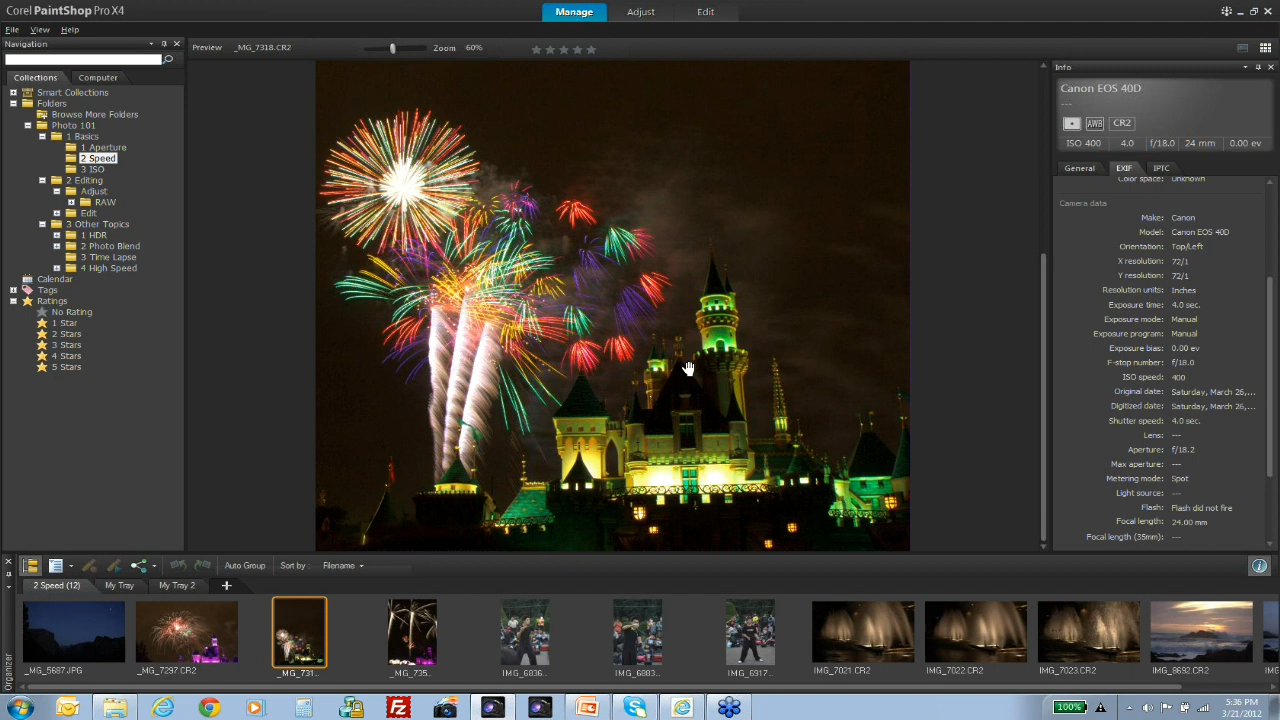 Corel PaintShop Pro X4
Manage
Adjust
Edit
File View Help
Navigation
Preview _MG_7318.CR2 Zoom 60%
Info
Collections Computer
Smart Collections
Folders
Browse More Folders
Photo 101
1 Basics
1 Aperture
2 Speed
3 ISO
2 Editing
Adjust
RAW
Edit
3 Other Topics
1 HDR
2 Photo Blend
3 Time Lapse
4 High Speed
Calendar
Tags
Ratings
No Rating
1 Star
2 Stars
3 Stars
4 Stars
5 Stars
Canon EOS 40D
---
AWB CR2
ISO 400 4.0 f/18.0 24 mm 0.00 ev
General EXIF IPTC
Color space: Unknown
Camera data
Make: Canon
Model: Canon EOS 40D
Orientation: Top/Left
X resolution: 72/1
Y resolution: 72/1
Resolution units: Inches
Exposure time: 4.0 sec.
Exposure mode: Manual
Exposure program: Manual
Exposure bias: 0.00 ev
F-stop number: f/18.0
ISO speed: 400
Original date: Saturday, March 26,...
Digitized date: Saturday, March 26,...
Shutter speed: 4.0 sec.
Lens: ---
Aperture: f/18.2
Max aperture: ---
Metering mode: Spot
Light source: ---
Flash: Flash did not fire
Focal length: 24.00 mm
Focal length (35mm): ---
Auto Group Sort by: Filename
2 Speed (12) My Tray My Tray 2 +
Organizer
_MG_5687.JPG
_MG_7297.CR2
_MG_731...
_MG_735...
IMG_6836...
IMG_6883...
IMG_6917...
IMG_7021.CR2
IMG_7022.CR2
IMG_7023.CR2
IMG_8692.CR2
Fz
100%
5:36 PM
3/21/2012